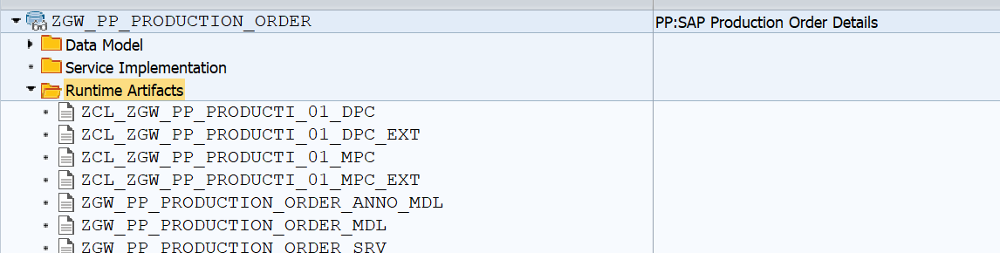 ZGW_PP_PRODUCTION_ORDER PP:SAP Production Order Details
Data Model
Service Implementation
Runtime Artifacts
ZCL_ZGW_PP_PRODUCTI_01_DPC
ZCL_ZGW_PP_PRODUCTI_01_DPC_EXT
ZCL_ZGW_PP_PRODUCTI_01_MPC
ZCL_ZGW_PP_PRODUCTI_01_MPC_EXT
ZGW_PP_PRODUCTION_ORDER_ANNO_MDL
ZGW_PP_PRODUCTION_ORDER_MDL
ZGW_PP_PRODUCTION_ORDER_SRV